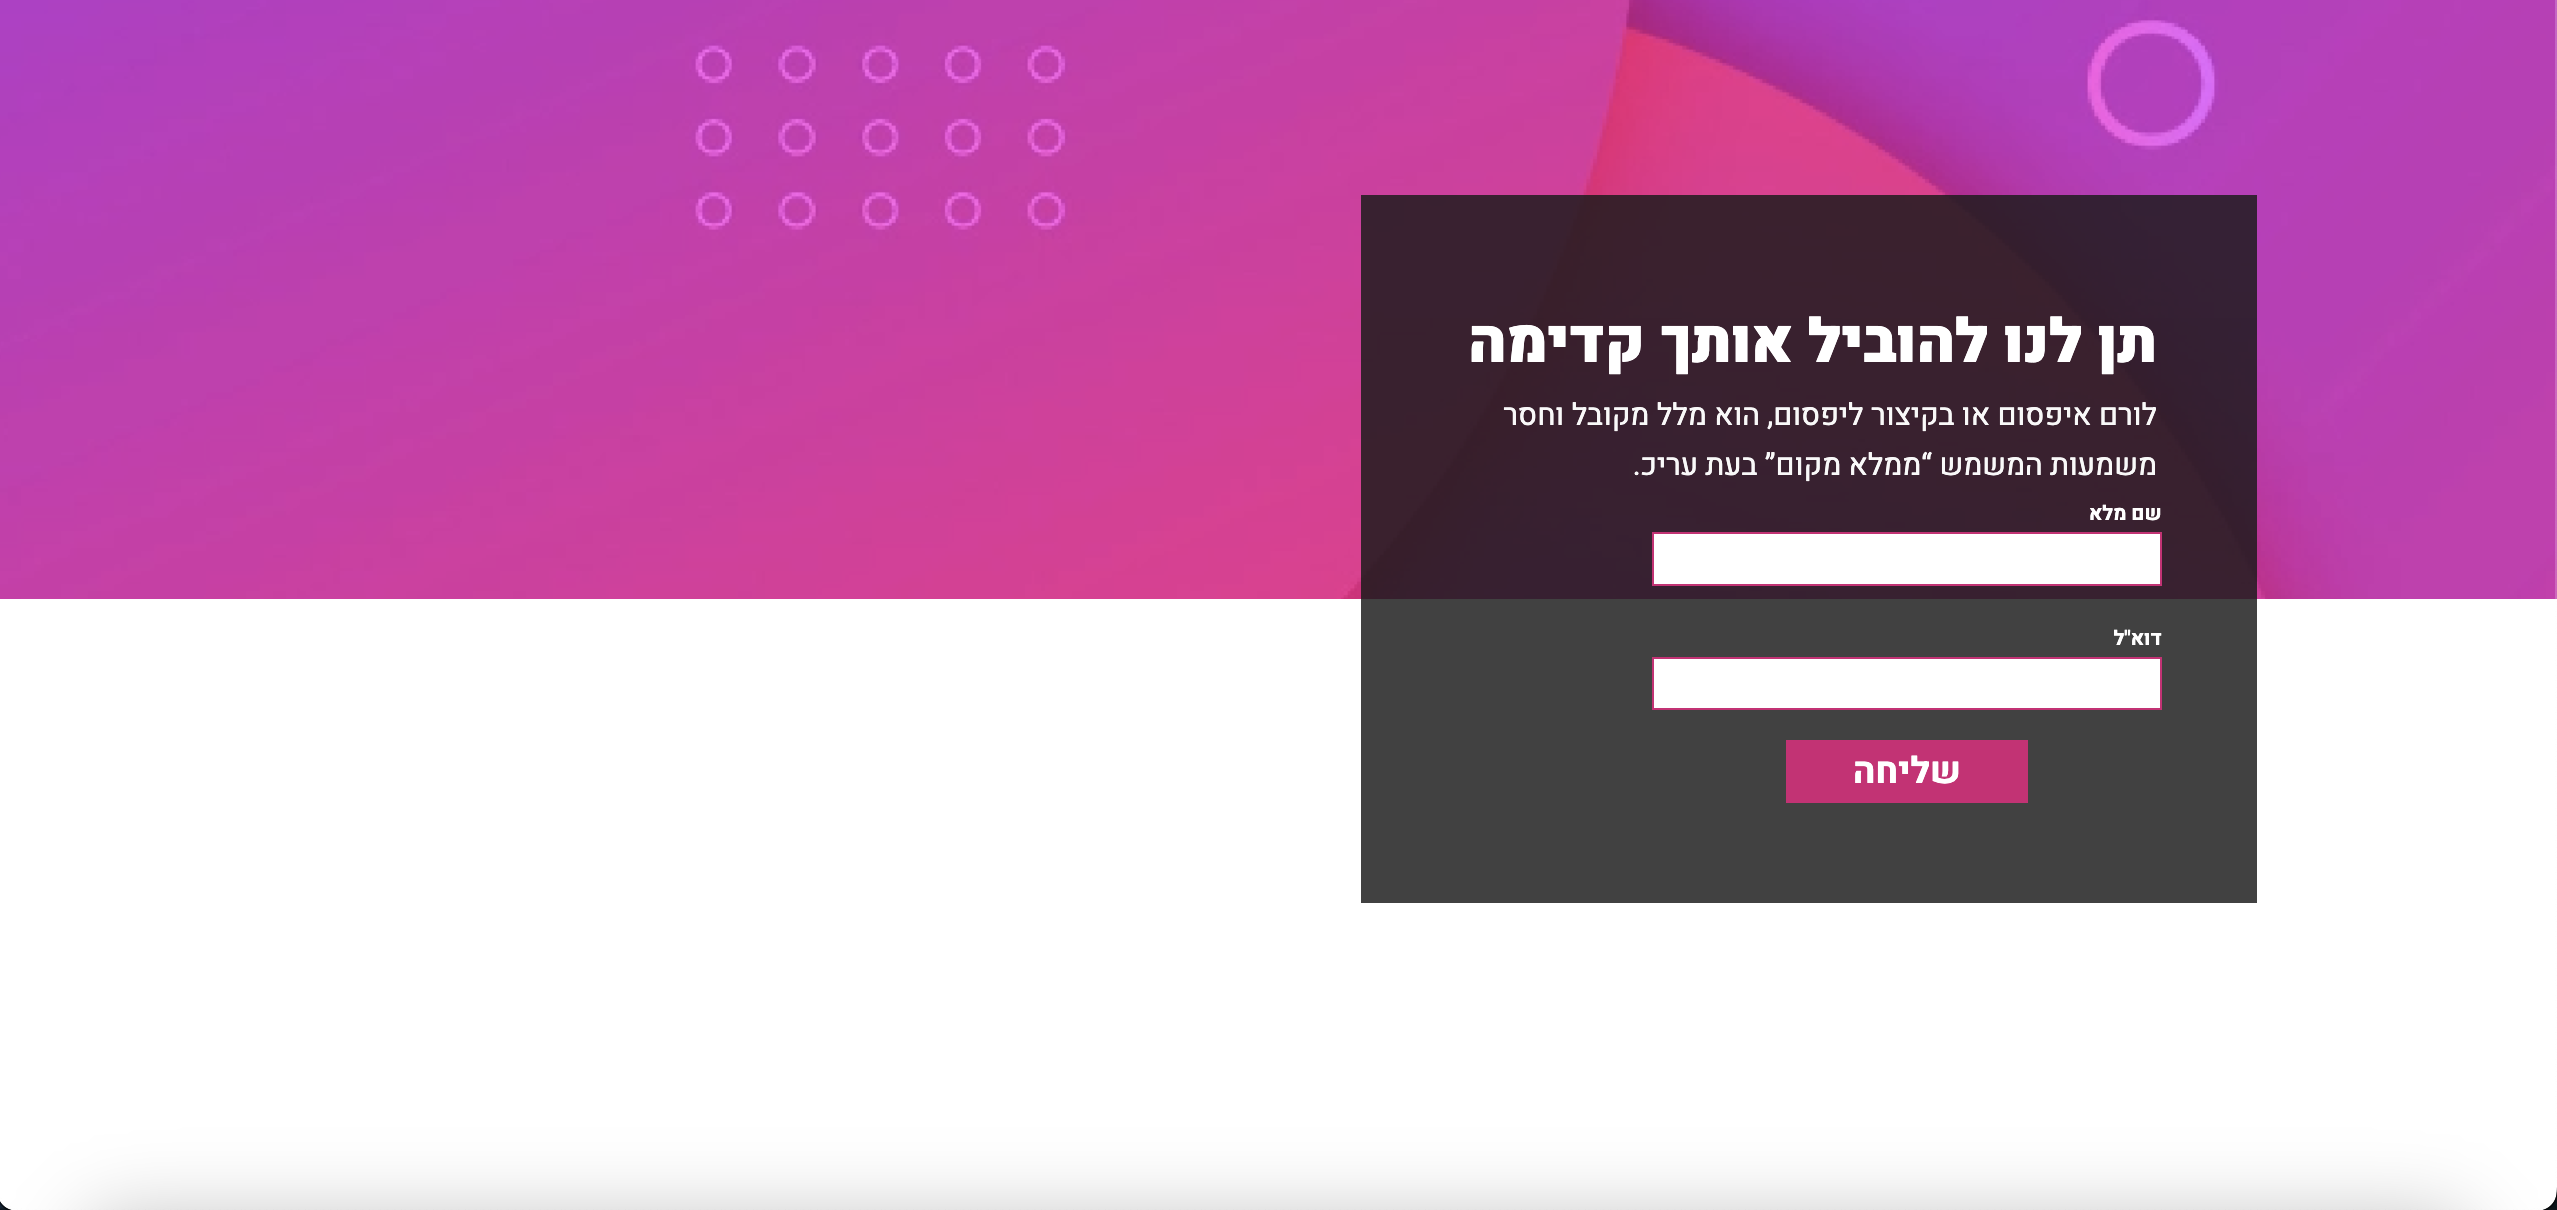 תן לנו להוביל אותך קדימה
לורם איפסום או בקיצור ליפסום, הוא מלל מקובל וחסר
משמעות המשמש “ממלא מקום” בעת עריכ.
שם מלא
דוא"ל
שליחה